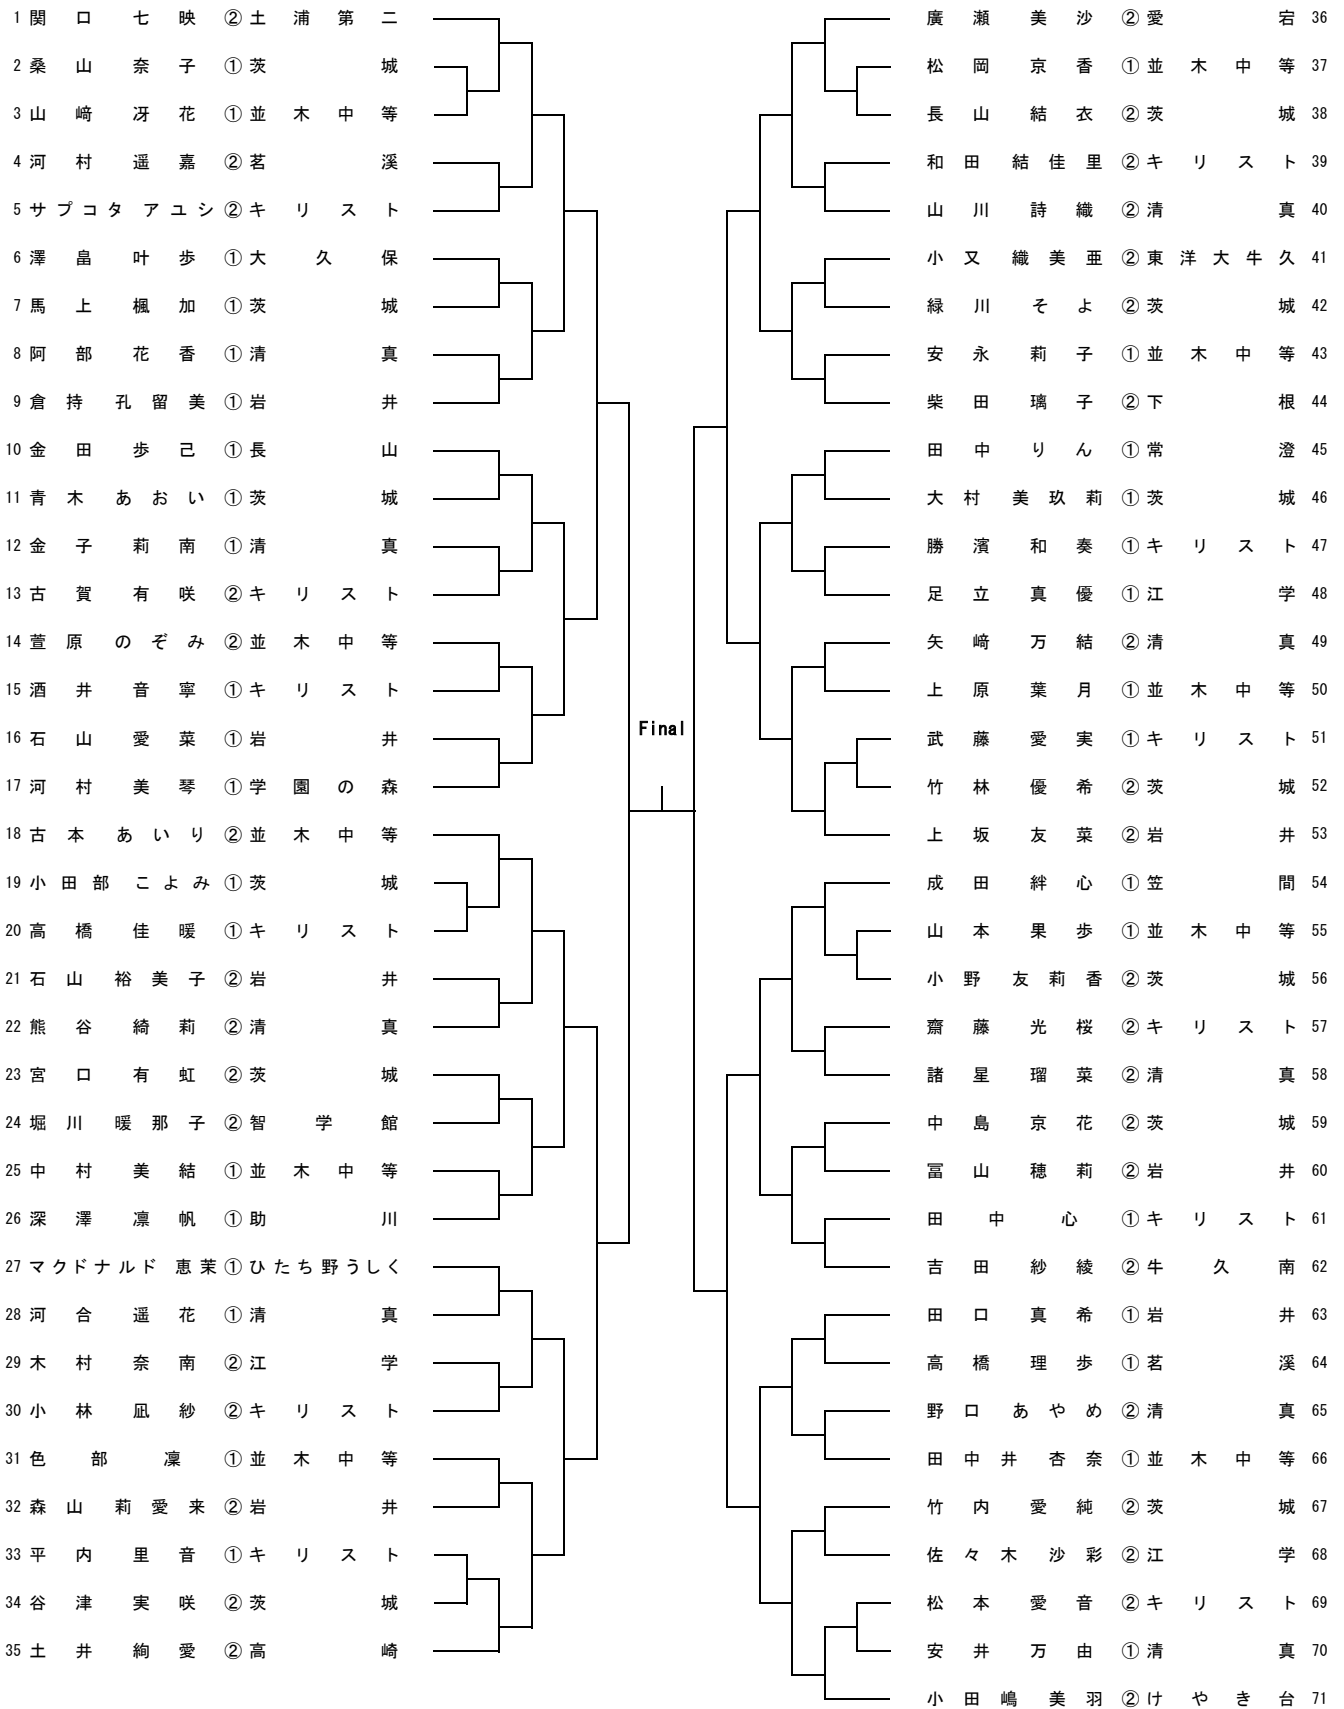 1 関口 七映 ② 土浦第二
2 桑山 奈子 ① 茨城
3 山﨑 冴花 ① 並木中等
4 河村 遥嘉 ② 茗溪
5 サプコタ アユシ ② キリスト
6 澤畠 叶歩 ① 大久保
7 馬上 楓加 ① 茨城
8 阿部 花香 ① 清真
9 倉持 孔留美 ① 岩井
10 金田 歩己 ① 長山
11 青木 あおい ① 茨城
12 金子 莉南 ① 清真
13 古賀 有咲 ② キリスト
14 萱原 のぞみ ② 並木中等
15 酒井 音寧 ① キリスト
16 石山 愛菜 ① 岩井
17 河村 美琴 ① 学園の森
18 古本 あいり ② 並木中等
19 小田部 こよみ ① 茨城
20 高橋 佳暖 ① キリスト
21 石山 裕美子 ② 岩井
22 熊谷 綺莉 ② 清真
23 宮口 有虹 ② 茨城
24 堀川 暖那子 ② 智学館
25 中村 美結 ① 並木中等
26 深澤 凛帆 ① 助川
27 マクドナルド 恵茉 ① ひたち野うしく
28 河合 遥花 ① 清真
29 木村 奈南 ② 江学
30 小林 凪紗 ② キリスト
31 色部 凜 ① 並木中等
32 森山 莉愛来 ② 岩井
33 平内 里音 ① キリスト
34 谷津 実咲 ② 茨城
35 土井 絢愛 ② 高崎
Final
廣瀬 美沙 ② 愛宕 36
松岡 京香 ① 並木中等 37
長山 結衣 ② 茨城 38
和田 結佳里 ② キリスト 39
山川 詩織 ② 清真 40
小又 織美亜 ② 東洋大牛久 41
緑川 そよ ② 茨城 42
安永 莉子 ① 並木中等 43
柴田 璃子 ② 下根 44
田中 りん ① 常澄 45
大村 美玖莉 ① 茨城 46
勝濱 和奏 ① キリスト 47
足立 真優 ① 江学 48
矢﨑 万結 ② 清真 49
上原 葉月 ① 並木中等 50
武藤 愛実 ① キリスト 51
竹林 優希 ② 茨城 52
上坂 友菜 ② 岩井 53
成田 絆心 ① 笠間 54
山本 果歩 ① 並木中等 55
小野 友莉香 ② 茨城 56
齋藤 光桜 ② キリスト 57
諸星 瑠菜 ② 清真 58
中島 京花 ② 茨城 59
冨山 穂莉 ② 岩井 60
田中 心 ① キリスト 61
吉田 紗綾 ② 牛久南 62
田口 真希 ① 岩井 63
高橋 理歩 ① 茗溪 64
野口 あやめ ② 清真 65
田中井 杏奈 ① 並木中等 66
竹内 愛純 ② 茨城 67
佐々木 沙彩 ② 江学 68
松本 愛音 ② キリスト 69
安井 万由 ① 清真 70
小田嶋 美羽 ② けやき台 71